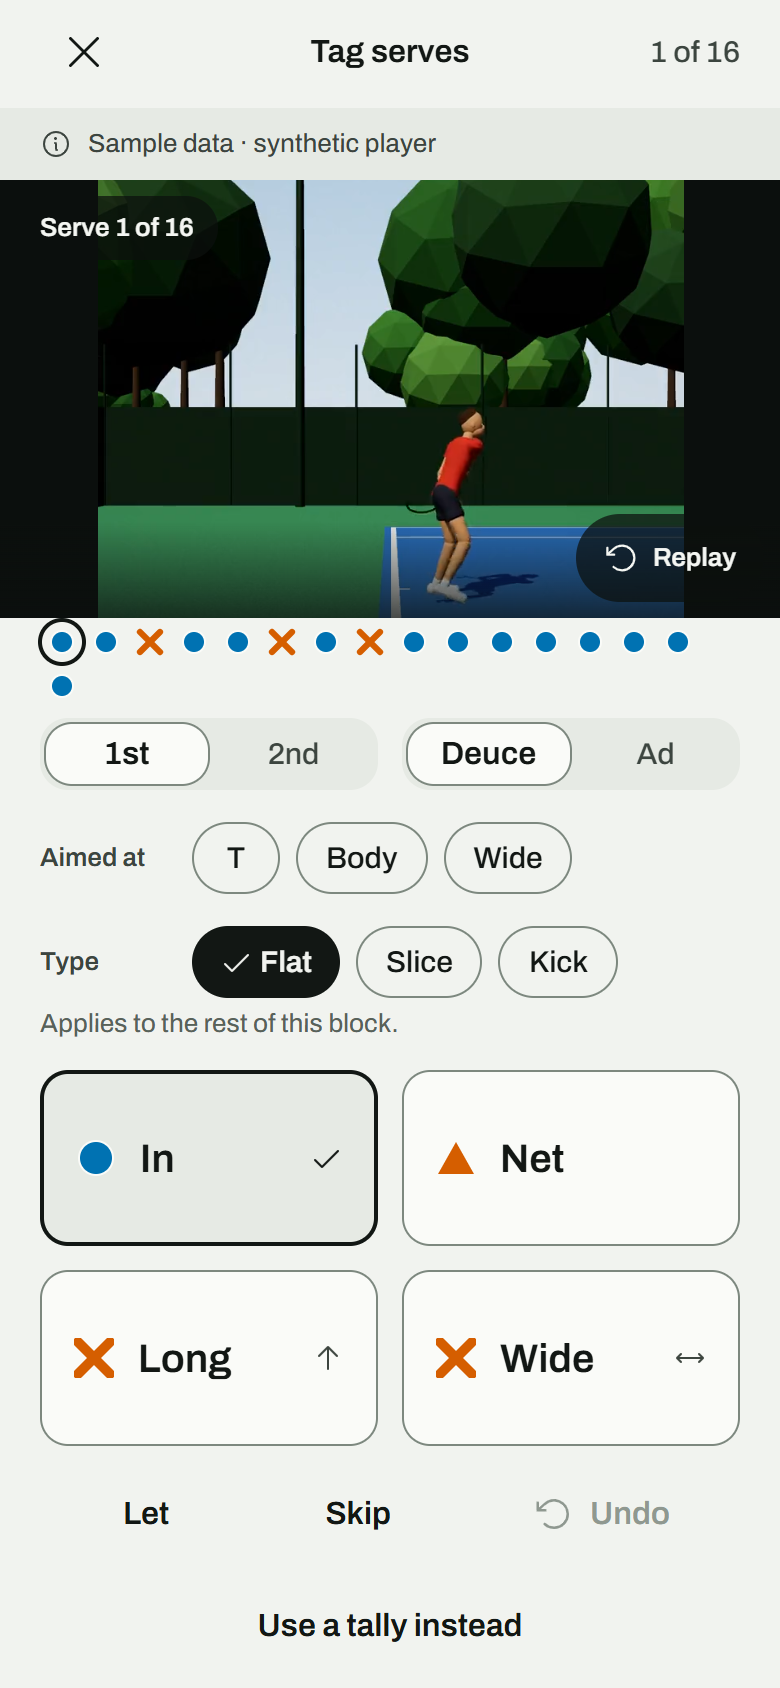 Tag serves
1 of 16
Sample data · synthetic player
Serve 1 of 16
Replay
1st
2nd
Deuce
Ad
Aimed at
T
Body
Wide
Type
Flat
Slice
Kick
Applies to the rest of this block.
In
Net
Long
Wide
Let
Skip
Undo
Use a tally instead